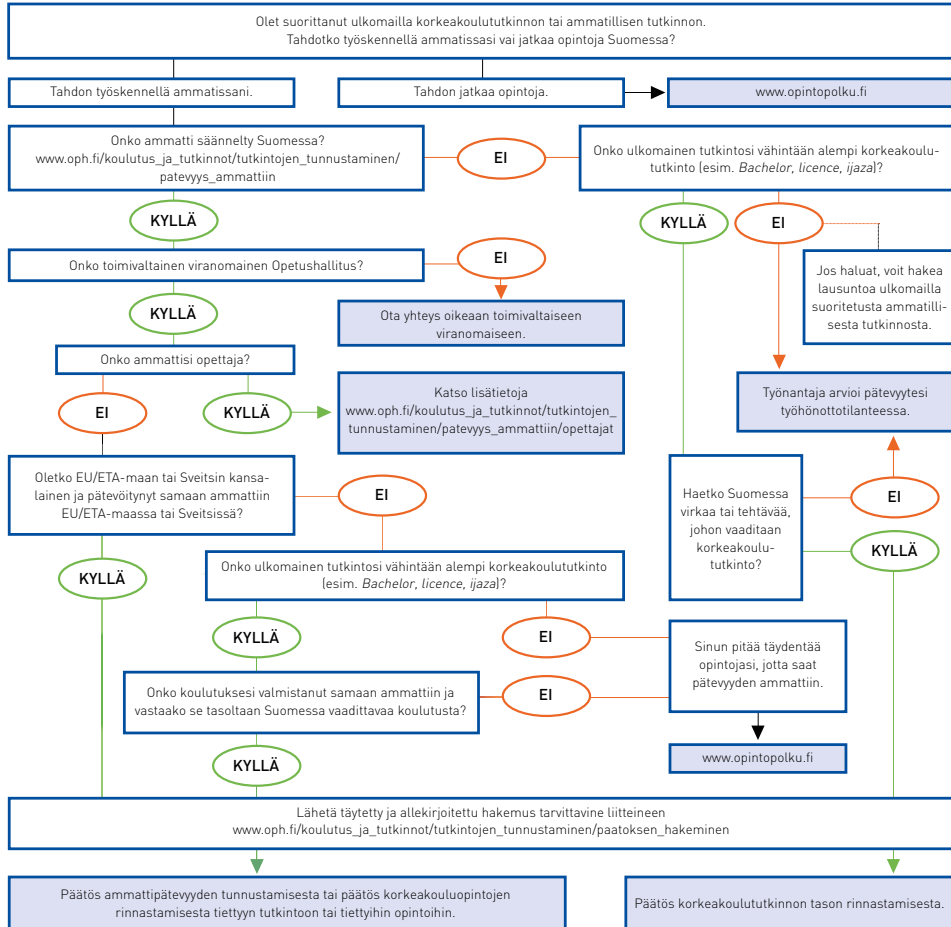 Olet suorittanut ulkomailla korkeakoulututkinnon tai ammatillisen tutkinnon.
Tahdotko työskennellä ammatissasi vai jatkaa opintoja Suomessa?
Tahdon työskennellä ammatissani.
Tahdon jatkaa opintoja.
www.opintopolku.fi
Onko ammatti säännelty Suomessa?
www.oph.fi/koulutus_ja_tutkinnot/tutkintojen_tunnustaminen/
patevyys_ammattiin
EI
Onko ulkomainen tutkintosi vähintään alempi korkeakoulu-
tutkinto (esim. Bachelor, licence, ijaza)?
KYLLÄ
KYLLÄ
EI
Onko toimivaltainen viranomainen Opetushallitus?
EI
Jos haluat, voit hakea
lausuntoa ulkomailla
suoritetusta ammatilli-
sesta tutkinnosta.
KYLLÄ
Ota yhteys oikeaan toimivaltaiseen
viranomaiseen.
Onko ammattisi opettaja?
EI
KYLLÄ
Katso lisätietoja
www.oph.fi/koulutus_ja_tutkinnot/tutkintojen_
tunnustaminen/patevyys_ammattiin/opettajat
Työnantaja arvioi pätevyytesi
työhönottotilanteessa.
Oletko EU/ETA-maan tai Sveitsin kansa-
lainen ja pätevöitynyt samaan ammattiin
EU/ETA-maassa tai Sveitsissä?
EI
Haetko Suomessa
virkaa tai tehtävää,
johon vaaditaan
korkeakoulu-
tutkinto?
EI
KYLLÄ
KYLLÄ
Onko ulkomainen tutkintosi vähintään alempi korkeakoulututkinto
(esim. Bachelor, licence, ijaza)?
KYLLÄ
EI
Sinun pitää täydentää
opintojasi, jotta saat
pätevyyden ammattiin.
Onko koulutuksesi valmistanut samaan ammattiin ja
vastaako se tasoltaan Suomessa vaadittavaa koulutusta?
EI
www.opintopolku.fi
KYLLÄ
Lähetä täytetty ja allekirjoitettu hakemus tarvittavine liitteineen
www.oph.fi/koulutus_ja_tutkinnot/tutkintojen_tunnustaminen/paatoksen_hakeminen
Päätös ammattipätevyyden tunnustamisesta tai päätös korkeakouluopintojen
rinnastamisesta tiettyyn tutkintoon tai tiettyihin opintoihin.
Päätös korkeakoulututkinnon tason rinnastamisesta.